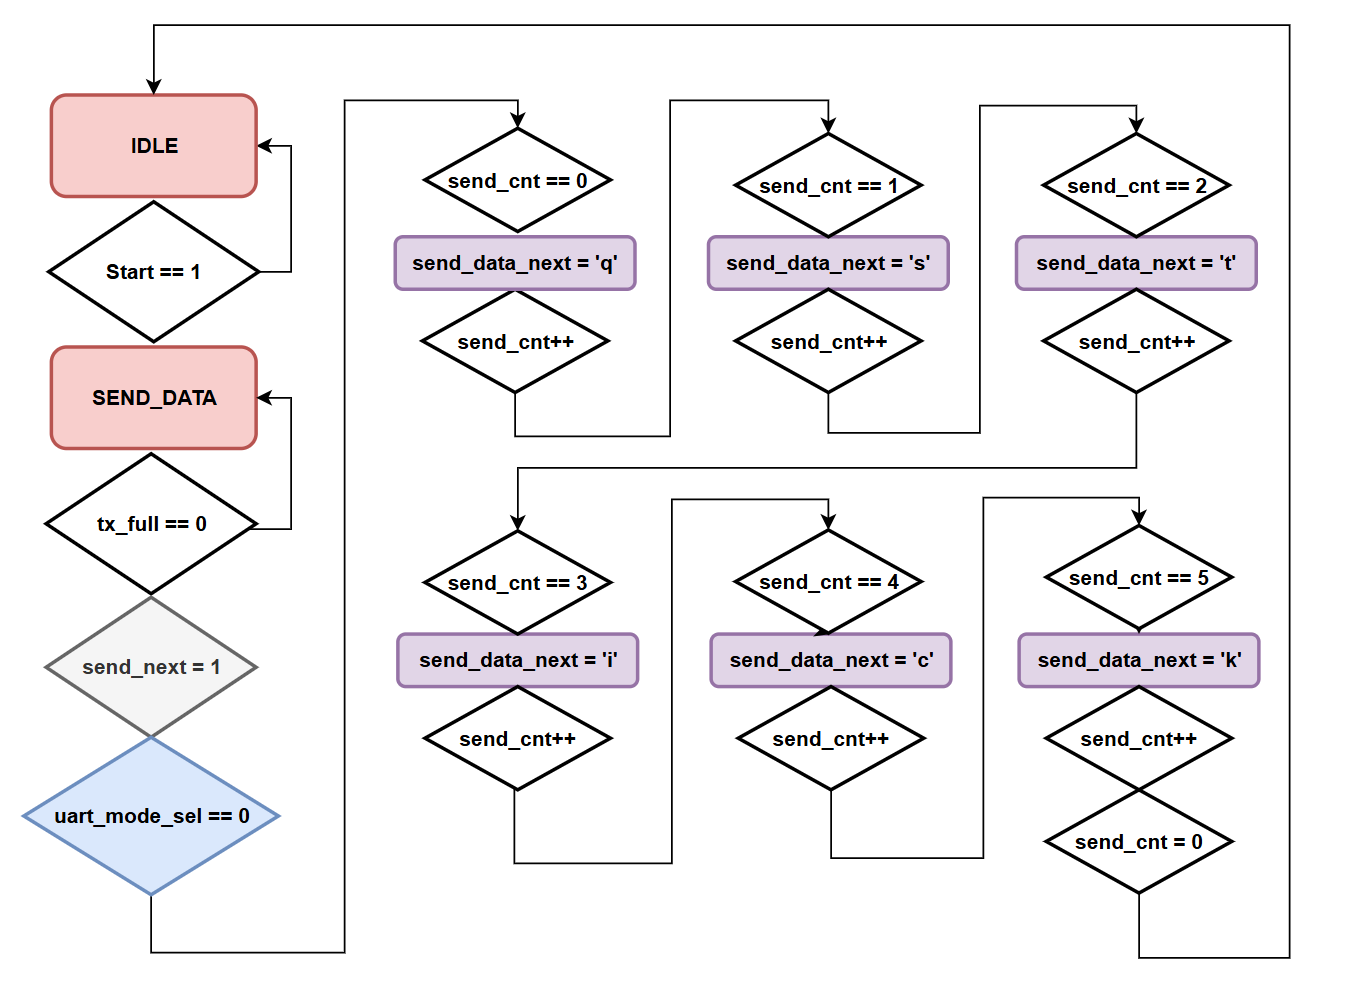 IDLE
Start == 1
SEND_DATA
tx_full == 0
send_next = 1
uart_mode_sel == 0
send_cnt == 0
send_data_next = 'q'
send_cnt++
send_cnt == 1
send_data_next = 's'
send_cnt++
send_cnt == 2
send_data_next = 't'
send_cnt++
send_cnt == 3
send_data_next = 'i'
send_cnt++
send_cnt == 4
send_data_next = 'c'
send_cnt++
send_cnt == 5
send_data_next = 'k'
send_cnt++
send_cnt = 0